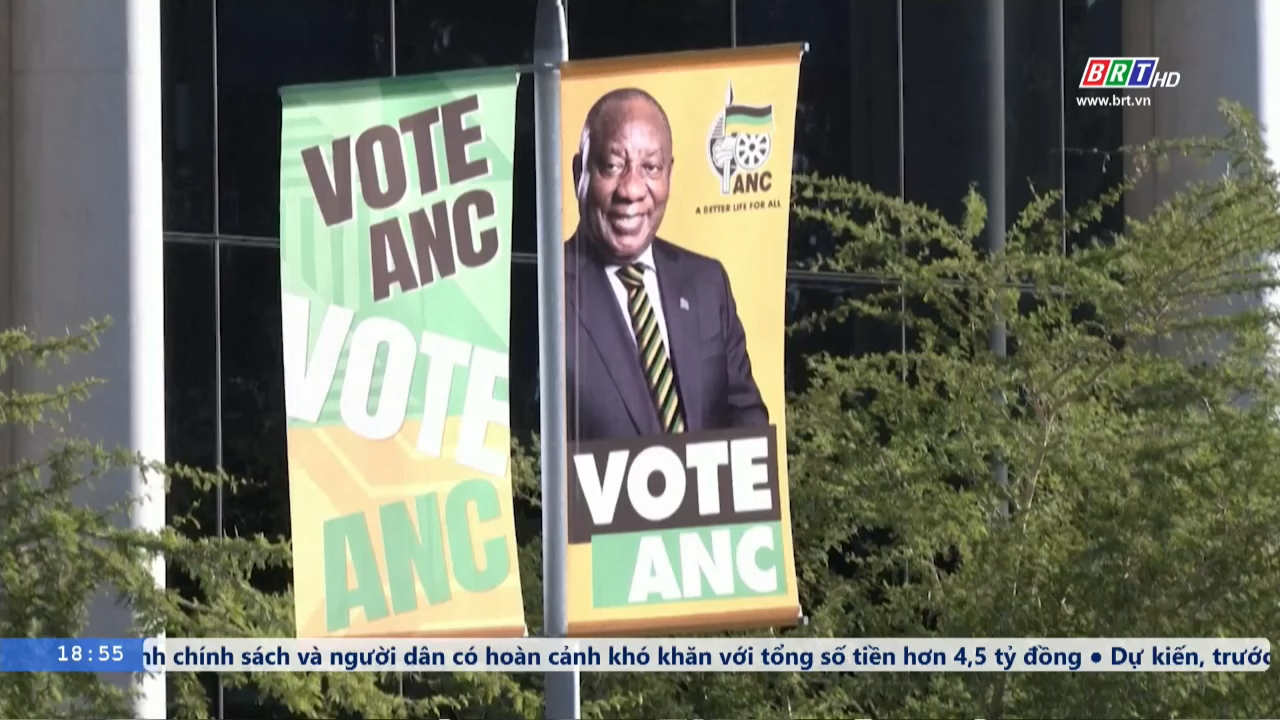 BRT HD
www.brt.vn
VOTE
ANC
VOTE
ANC
ANC
A BETTER LIFE FOR ALL
VOTE
ANC
18:55
nh chính sách và người dân có hoàn cảnh khó khăn với tổng số tiền hơn 4,5 tỷ đồng ● Dự kiến, trước